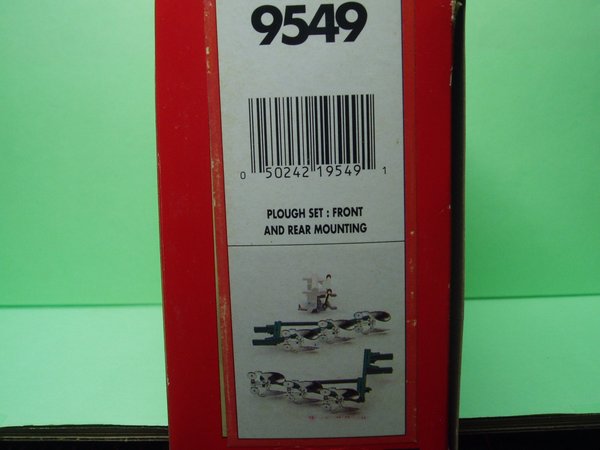 9549
0 50242 19549 1
PLOUGH SET : FRONT
AND REAR MOUNTING